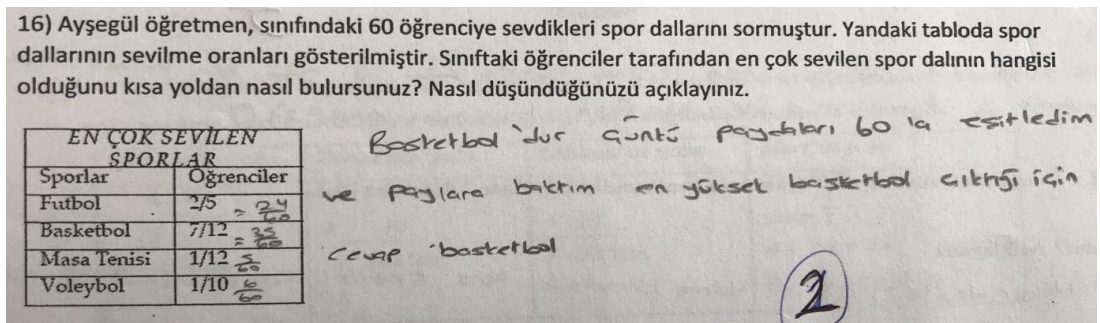 16) Ayşegül öğretmen, sınıfındaki 60 öğrenciye sevdikleri spor dallarını sormuştur. Yandaki tabloda spor
dallarının sevilme oranları gösterilmiştir. Sınıftaki öğrenciler tarafından en çok sevilen spor dalının hangisi
olduğunu kısa yoldan nasıl bulursunuz? Nasıl düşündüğünüzü açıklayınız.
EN ÇOK SEVİLEN
SPORLAR
Sporlar Öğrenciler
Futbol 2/5 = 24/60
Basketbol 7/12 = 35/60
Masa Tenisi 1/12 5/60
Voleybol 1/10 6/60
Basketbol 'dur Çünkü paydaları 60 'la eşitledim
ve paylara baktım en yüksek basketbol çıktığı için
cevap basketbol
2